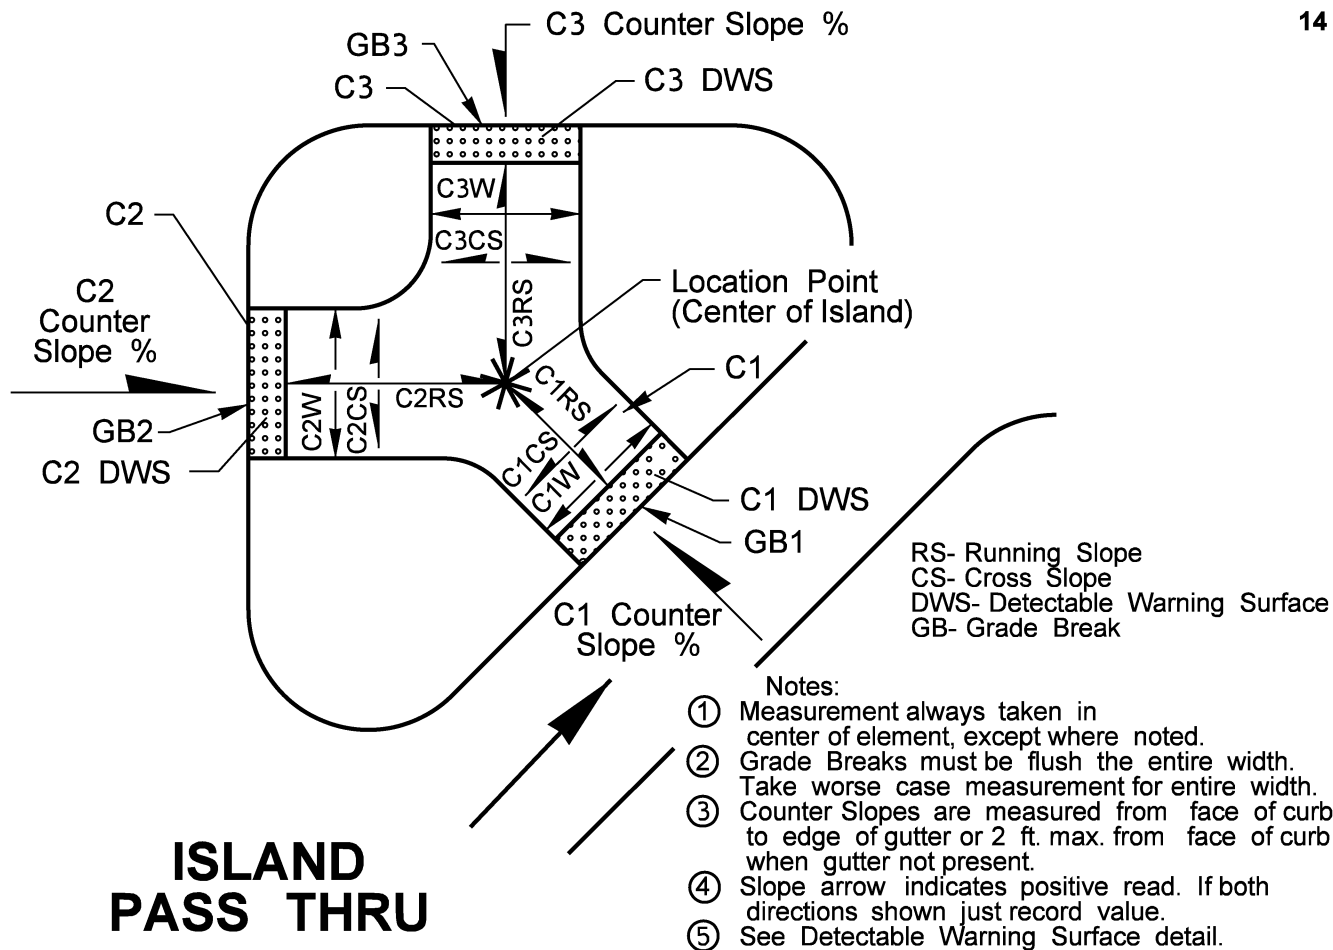 14
C3 Counter Slope %
GB3
C3
C3 DWS
C3W
C3CS
C3RS
C2
C2
Counter
Slope %
GB2
C2 DWS
C2W
C2CS
C2RS
Location Point
(Center of Island)
C1
C1RS
C1CS
C1W
C1 DWS
GB1
C1 Counter
Slope %
RS- Running Slope
CS- Cross Slope
DWS- Detectable Warning Surface
GB- Grade Break
Notes:
1 Measurement always taken in
center of element, except where noted.
2 Grade Breaks must be flush the entire width.
Take worse case measurement for entire width.
3 Counter Slopes are measured from face of curb
to edge of gutter or 2 ft. max. from face of curb
when gutter not present.
4 Slope arrow indicates positive read. If both
directions shown just record value.
5 See Detectable Warning Surface detail.
ISLAND
PASS THRU